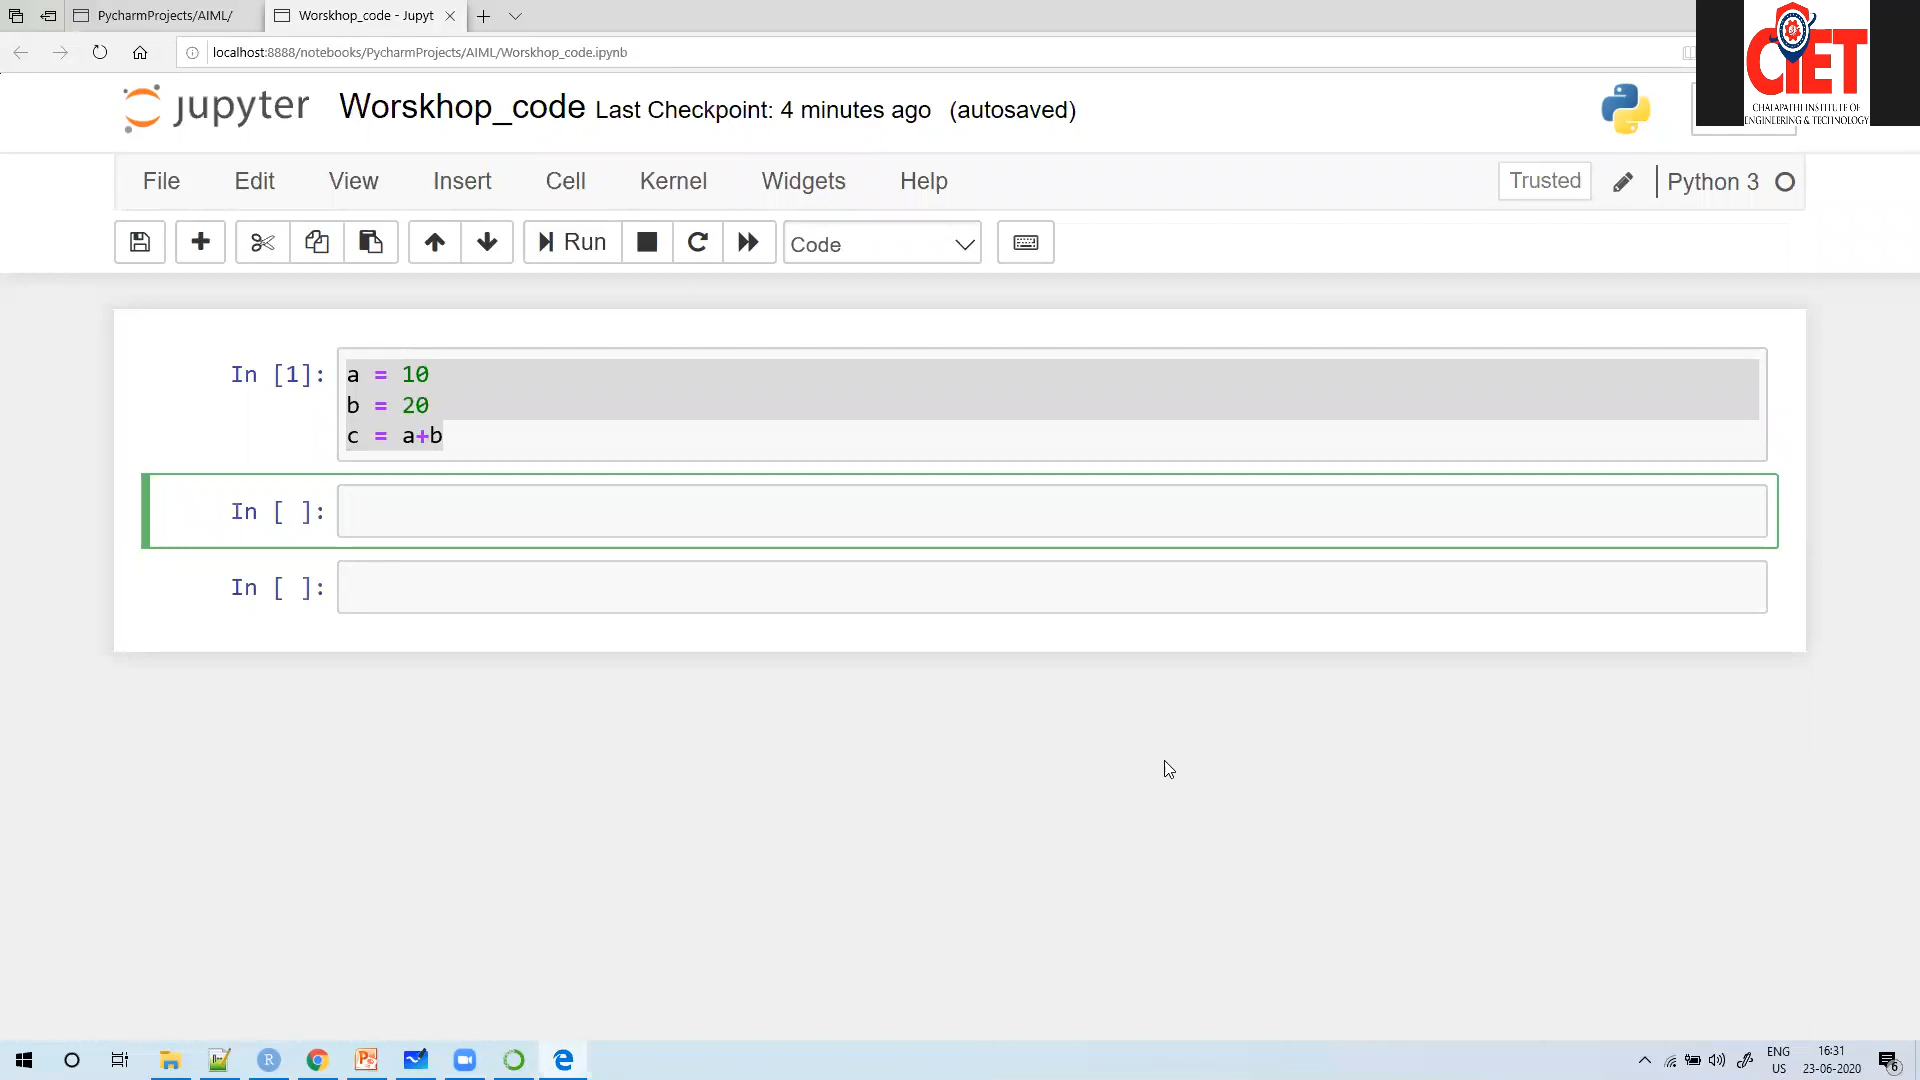 PycharmProjects/AIML/
Worskhop_code - Jupyt
localhost:8888/notebooks/PycharmProjects/AIML/Worskhop_code.ipynb
CIET
CHALAPATHI INSTITUTE OF
ENGINEERING & TECHNOLOGY
jupyter Worskhop_code Last Checkpoint: 4 minutes ago (autosaved)
File Edit View Insert Cell Kernel Widgets Help Trusted Python 3
Run Code
In [1]: a = 10
b = 20
c = a+b
In [ ]:
In [ ]:
ENG
US
16:31
23-06-2020
6